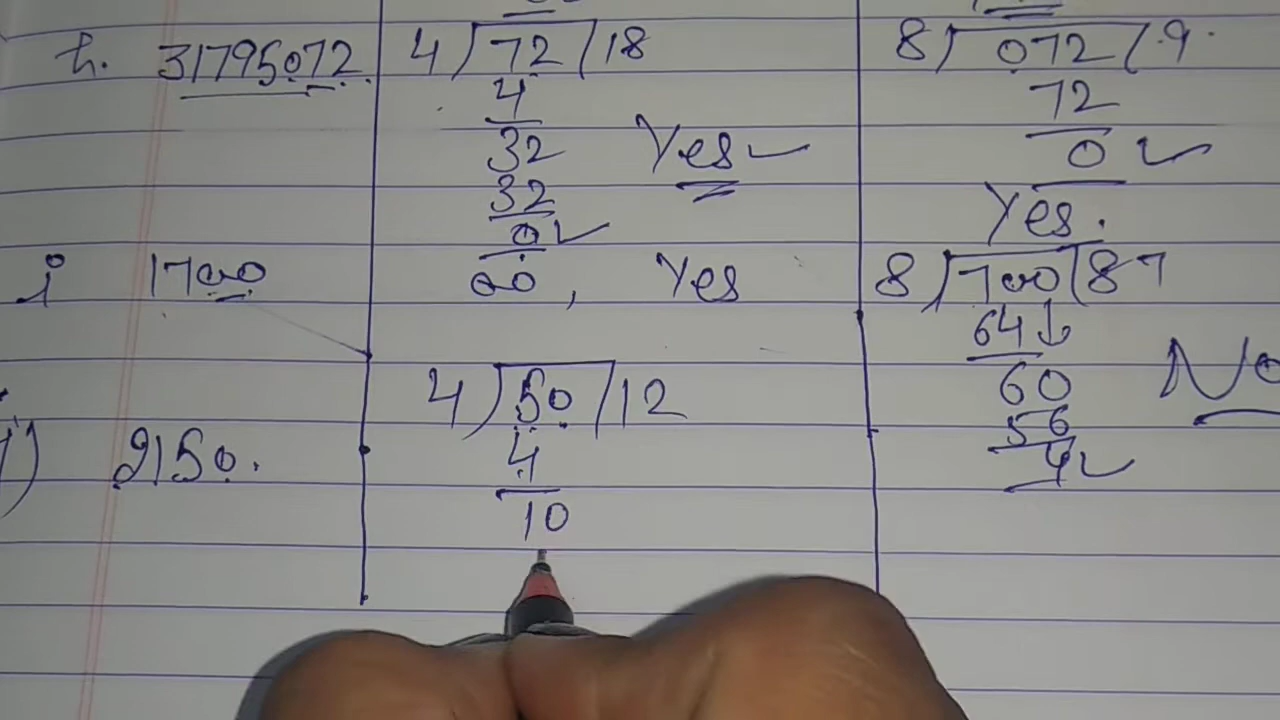 h. 31795072. 4)72/18 8)072(.9.
4 72
32 Yes 0
32
0 Yes.
i 1700 00, Yes 8)700(87
64
4)50/12 60 No
56
j) 2150. 4 4
10